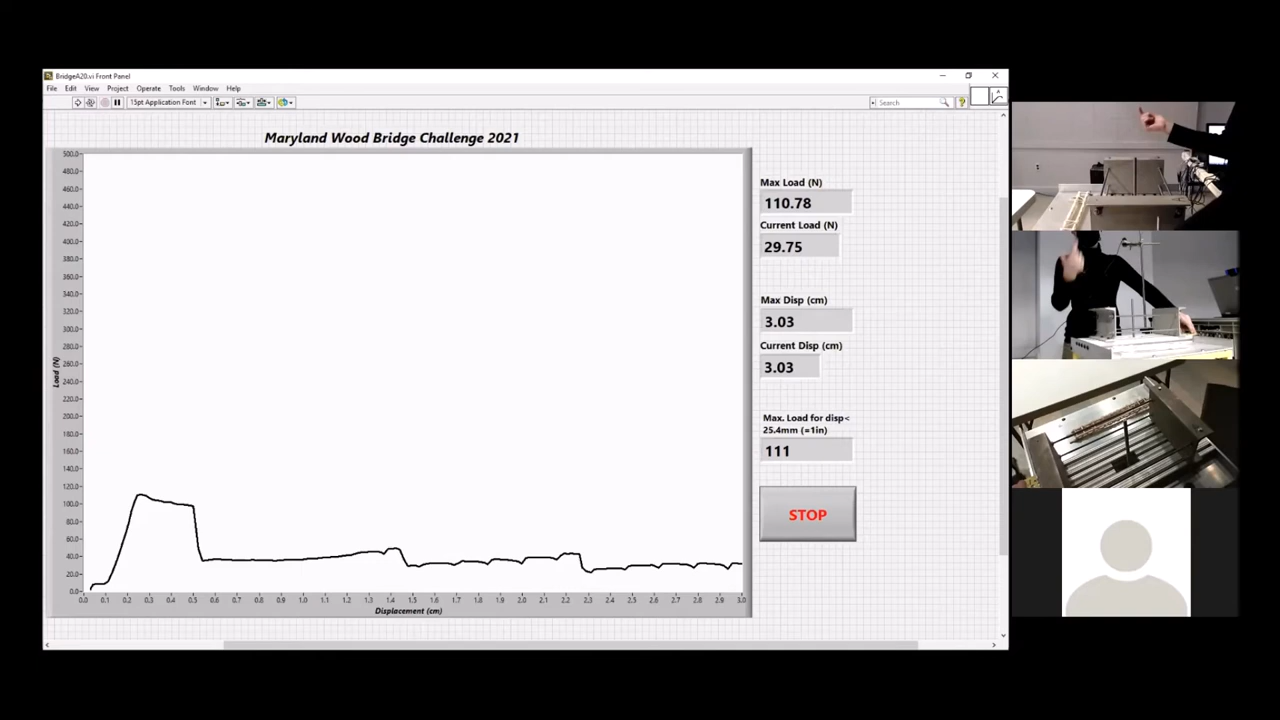 BridgeA20.vi Front Panel
File Edit View Project Operate Tools Window Help
15pt Application Font
Search
Maryland Wood Bridge Challenge 2021
500.0
480.0
460.0
440.0
420.0
400.0
380.0
360.0
340.0
320.0
300.0
280.0
260.0
240.0
220.0
200.0
180.0
160.0
140.0
120.0
100.0
80.0
60.0
40.0
20.0
0.0
Load (N)
0.0 0.1 0.2 0.3 0.4 0.5 0.6 0.7 0.8 0.9 1.0 1.1 1.2 1.3 1.4 1.5 1.6 1.7 1.8 1.9 2.0 2.1 2.2 2.3 2.4 2.5 2.6 2.7 2.8 2.9 3.0
Displacement (cm)
Max Load (N)
110.78
Current Load (N)
29.75
Max Disp (cm)
3.03
Current Disp (cm)
3.03
Max. Load for disp<
25.4mm (=1in)
111
STOP